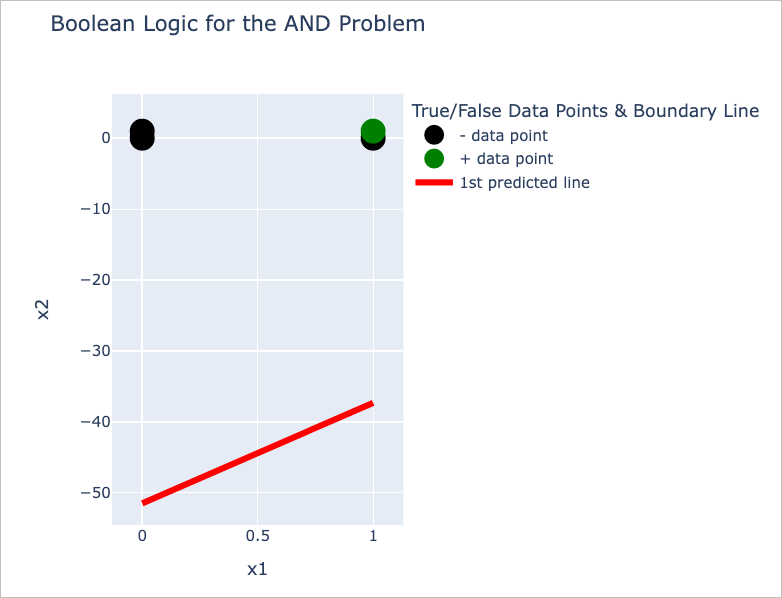 Boolean Logic for the AND Problem
True/False Data Points & Boundary Line
- data point
+ data point
1st predicted line
0
−10
−20
−30
−40
−50
x2
0
0.5
1
x1